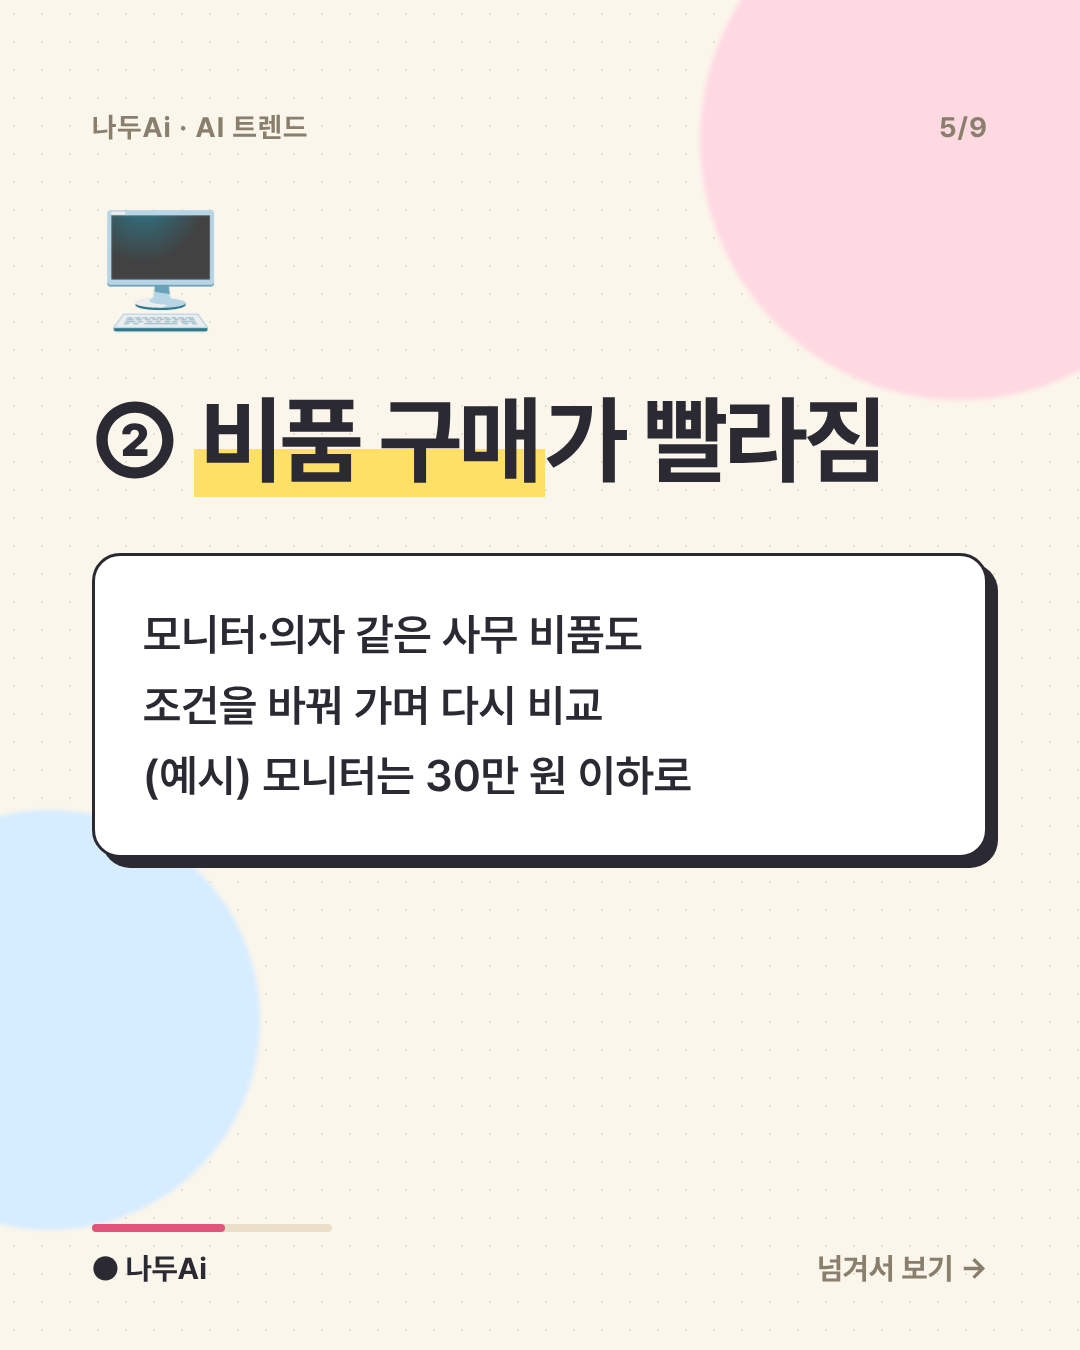 나두Ai · AI 트렌드
5/9
② 비품 구매가 빨라짐
모니터·의자 같은 사무 비품도
조건을 바꿔 가며 다시 비교
(예시) 모니터는 30만 원 이하로
● 나두Ai
넘겨서 보기 →